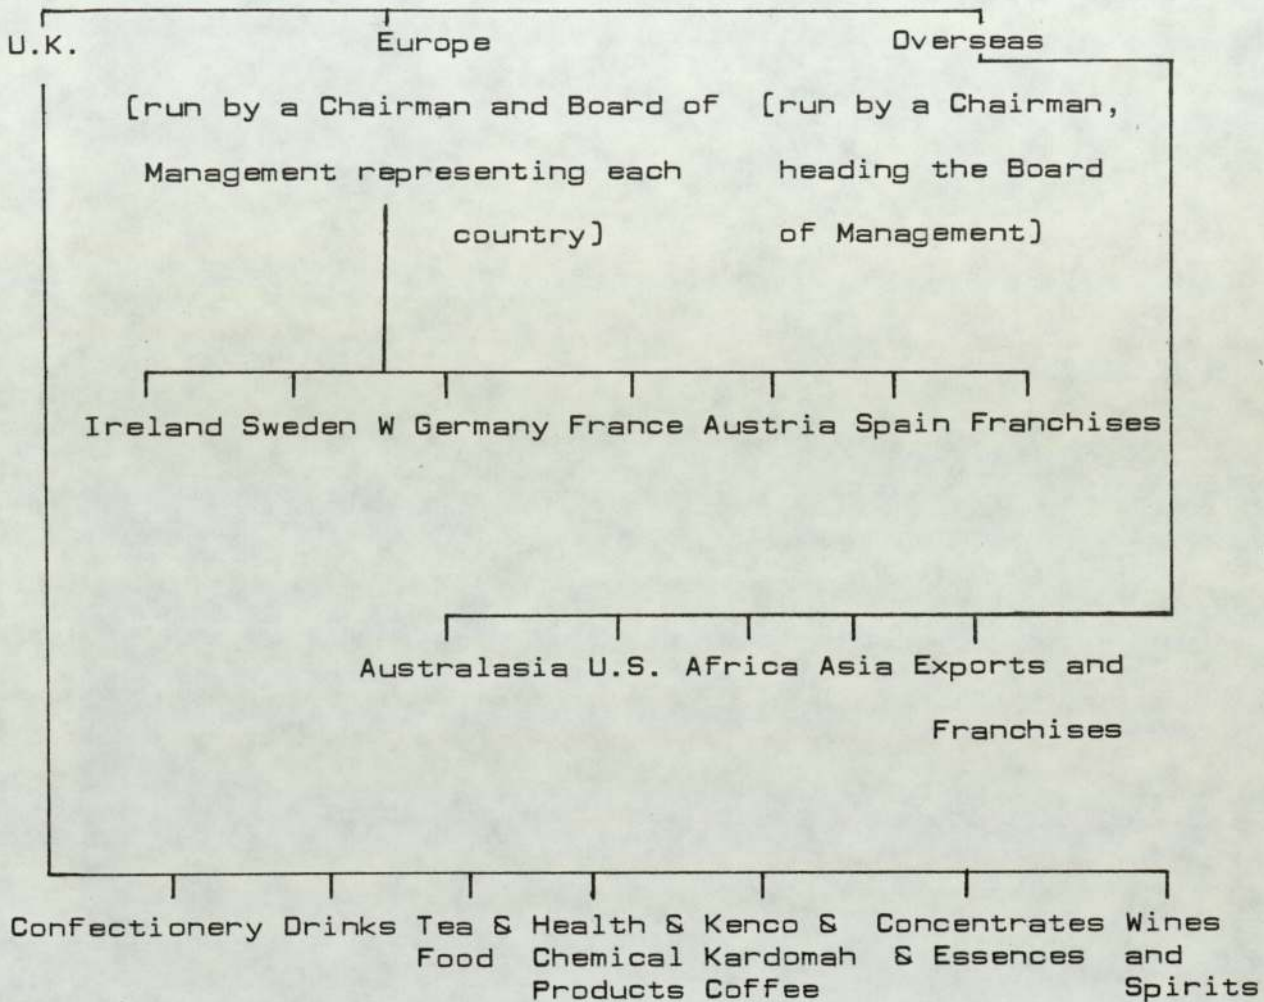 U.K. Europe Overseas
(run by a Chairman and Board of
Management representing each
country)
(run by a Chairman,
heading the Board
of Management)
Ireland Sweden W Germany France Austria Spain Franchises
Australasia U.S. Africa Asia Exports and
Franchises
Confectionery Drinks Tea & Health & Kenco & Concentrates Wines
Food Chemical Kardomah & Essences and
Products Coffee Spirits